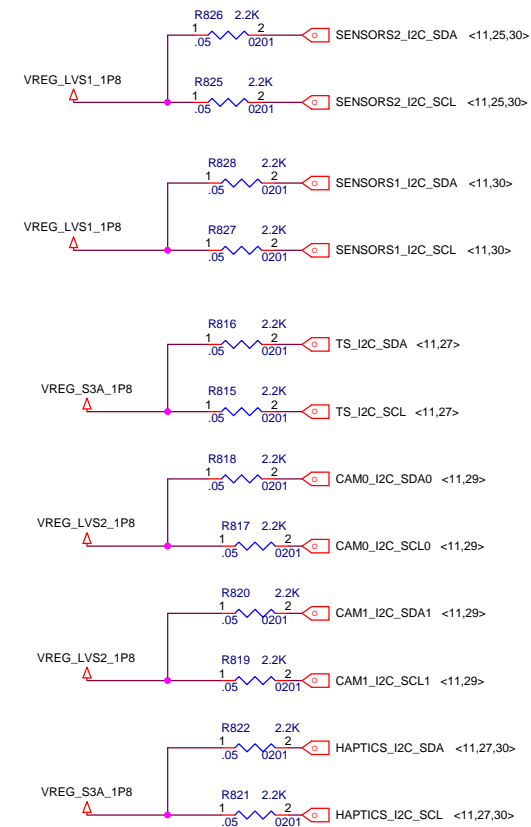 R826 2.2K
1 2 SENSORS2_I2C_SDA <11,25,30>
.05 0201
VREG_LVS1_1P8
R825 2.2K
1 2 SENSORS2_I2C_SCL <11,25,30>
.05 0201
R828 2.2K
1 2 SENSORS1_I2C_SDA <11,30>
.05 0201
VREG_LVS1_1P8
R827 2.2K
1 2 SENSORS1_I2C_SCL <11,30>
.05 0201
R816 2.2K
1 2 TS_I2C_SDA <11,27>
.05 0201
VREG_S3A_1P8
R815 2.2K
1 2 TS_I2C_SCL <11,27>
.05 0201
R818 2.2K
1 2 CAM0_I2C_SDA0 <11,29>
.05 0201
VREG_LVS2_1P8
R817 2.2K
1 2 CAM0_I2C_SCL0 <11,29>
.05 0201
R820 2.2K
1 2 CAM1_I2C_SDA1 <11,29>
.05 0201
VREG_LVS2_1P8
R819 2.2K
1 2 CAM1_I2C_SCL1 <11,29>
.05 0201
R822 2.2K
1 2 HAPTICS_I2C_SDA <11,27,30>
.05 0201
VREG_S3A_1P8
R821 2.2K
1 2 HAPTICS_I2C_SCL <11,27,30>
.05 0201